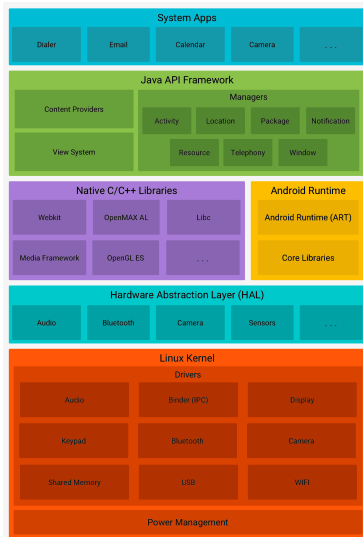 System Apps
Dialer Email Calendar Camera . . .
Java API Framework
Content Providers
View System
Managers
Activity Location Package Notification
Resource Telephony Window
Native C/C++ Libraries
Webkit OpenMAX AL Libc
Media Framework OpenGL ES . . .
Android Runtime
Android Runtime (ART)
Core Libraries
Hardware Abstraction Layer (HAL)
Audio Bluetooth Camera Sensors . . .
Linux Kernel
Drivers
Audio Binder (IPC) Display
Keypad Bluetooth Camera
Shared Memory USB WIFI
Power Management